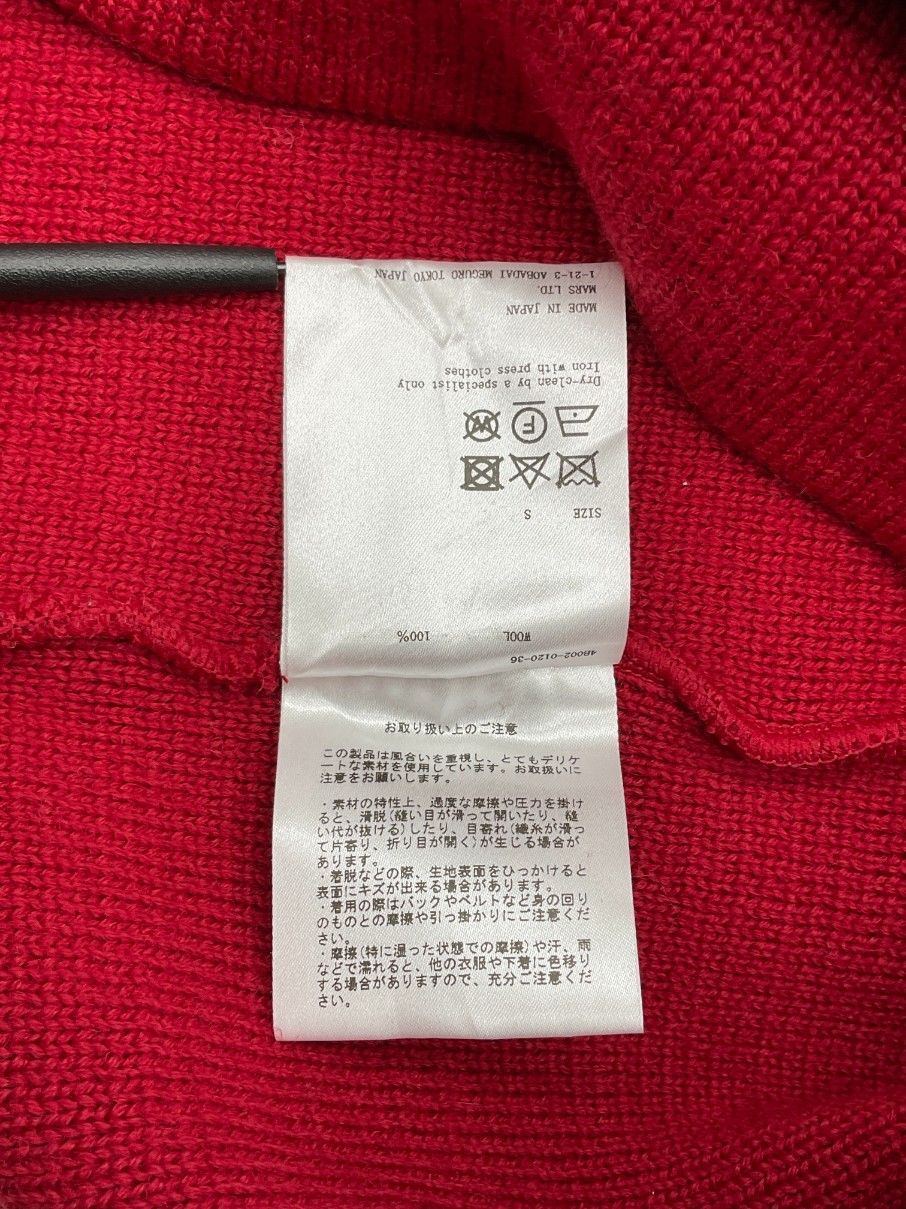 4B002-0120-36
WOOL 100%
SIZE S
W F
Dry-clean by a specialist only
Iron with press clothes
MADE IN JAPAN
MARS LTD.
1-21-3 AOBADAI MEGURO TOKYO JAPAN
お取り扱い上のご注意
この製品は風合いを重視し、とてもデリケ
ートな素材を使用しています。お取扱いに
注意をお願いします。
・素材の特性上、過度な摩擦や圧力を掛け
ると、滑脱(縫い目が滑って開いたり、縫
い代が抜ける)したり、目寄れ(織糸が滑っ
て片寄り、折り目が開く)が生じる場合が
あります。
・着脱などの際、生地表面をひっかけると
表面にキズが出来る場合があります。
・着用の際はバックやベルトなど身の回り
のものとの摩擦や引っ掛かりにご注意くだ
さい。
・摩擦(特に湿った状態での摩擦)や汗、雨
などで濡れると、他の衣服や下着に色移り
する場合がありますので、充分ご注意くだ
さい。